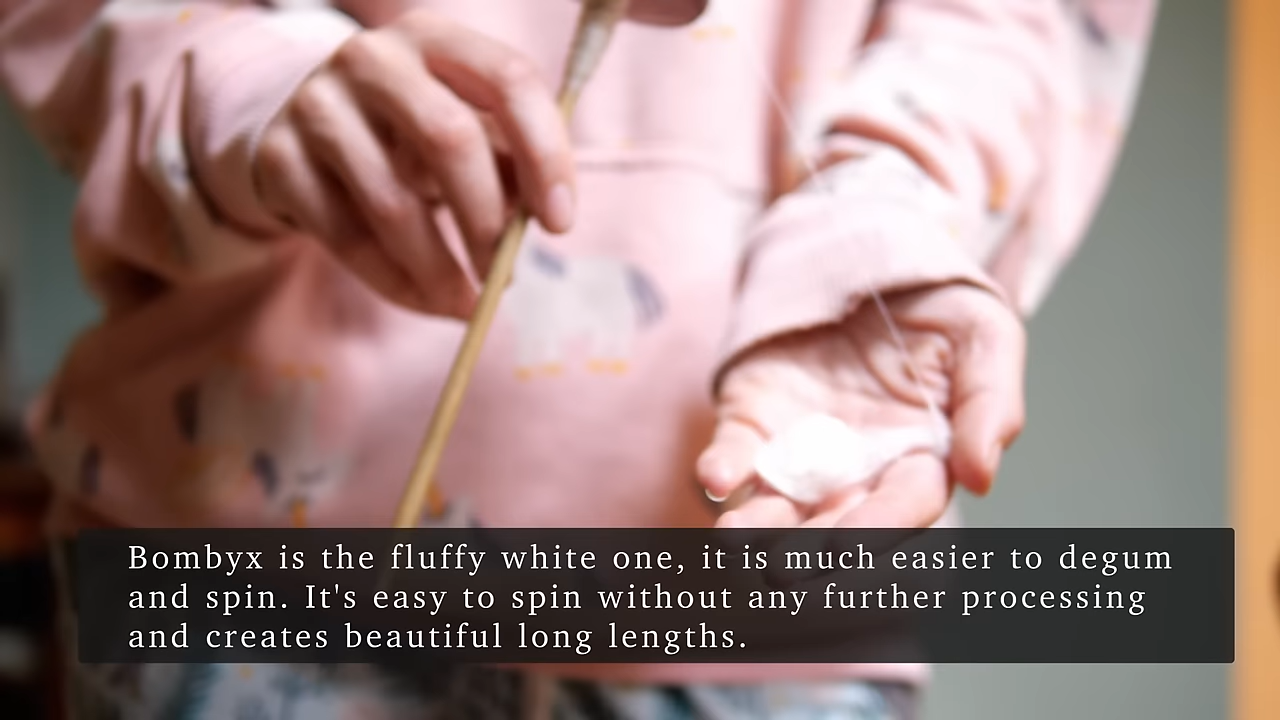 Bombyx is the fluffy white one, it is much easier to degum
and spin. It's easy to spin without any further processing
and creates beautiful long lengths.